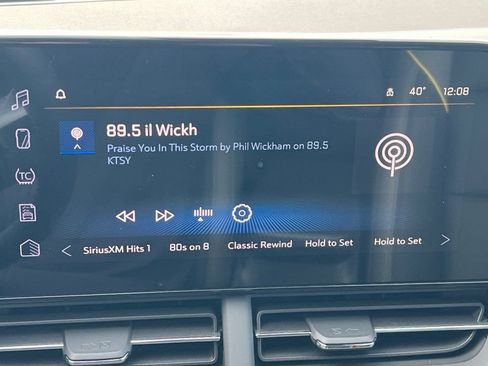 40° 12:08
89.5 il Wickh
Praise You In This Storm by Phil Wickham on 89.5
KTSY
TC
SiriusXM Hits 1 80s on 8 Classic Rewind Hold to Set Hold to Set